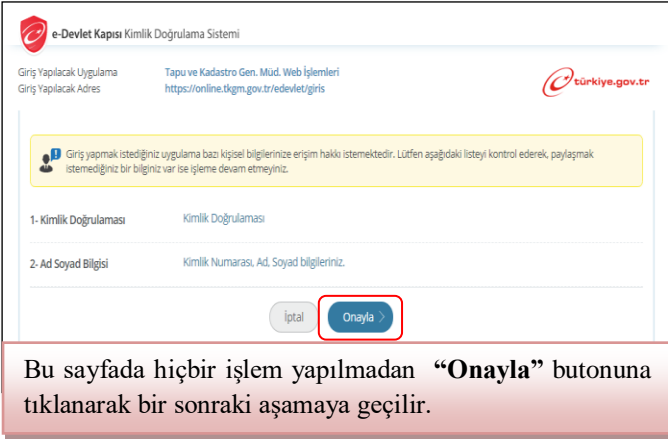 e-Devlet Kapısı Kimlik Doğrulama Sistemi
Giriş Yapılacak Uygulama Tapu ve Kadastro Gen. Müd. Web İşlemleri
Giriş Yapılacak Adres https://online.tkgm.gov.tr/edevlet/giris
türkiye.gov.tr
Giriş yapmak istediğiniz uygulama bazı kişisel bilgilerinize erişim hakkı istemektedir. Lütfen aşağıdaki listeyi kontrol ederek, paylaşmak
istemediğiniz bir bilginiz var ise işleme devam etmeyiniz.
1- Kimlik Doğrulaması Kimlik Doğrulaması
2- Ad Soyad Bilgisi Kimlik Numarası, Ad, Soyad bilgileriniz.
İptal Onayla
Bu sayfada hiçbir işlem yapılmadan “Onayla” butonuna
tıklanarak bir sonraki aşamaya geçilir.